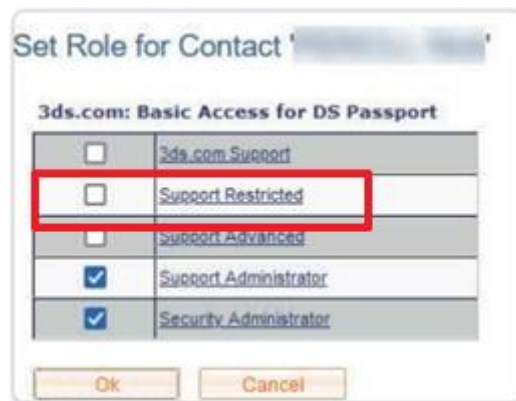 Set Role for Contact ' '
3ds.com: Basic Access for DS Passport
3ds.com Support
Support Restricted
Support Advanced
Support Administrator
Security Administrator
Ok Cancel